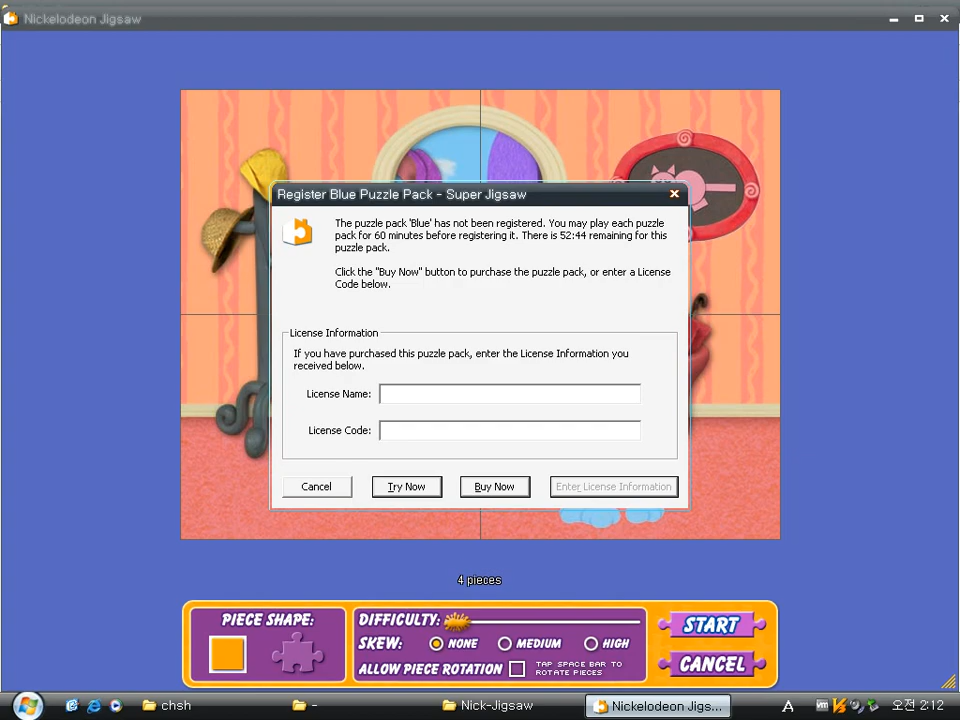 Nickelodeon Jigsaw
Register Blue Puzzle Pack - Super Jigsaw
The puzzle pack 'Blue' has not been registered. You may play each puzzle
pack for 60 minutes before registering it. There is 52:44 remaining for this
puzzle pack.
Click the "Buy Now" button to purchase the puzzle pack, or enter a License
Code below.
License Information
If you have purchased this puzzle pack, enter the License Information you
received below.
License Name:
License Code:
Cancel Try Now Buy Now Enter License Information
4 pieces
PIECE SHAPE:
DIFFICULTY:
SKEW: NONE MEDIUM HIGH
ALLOW PIECE ROTATION TAP SPACE BAR TO
ROTATE PIECES
START
CANCEL
chsh - Nick-Jigsaw Nickelodeon Jigs... A 오전 2:12